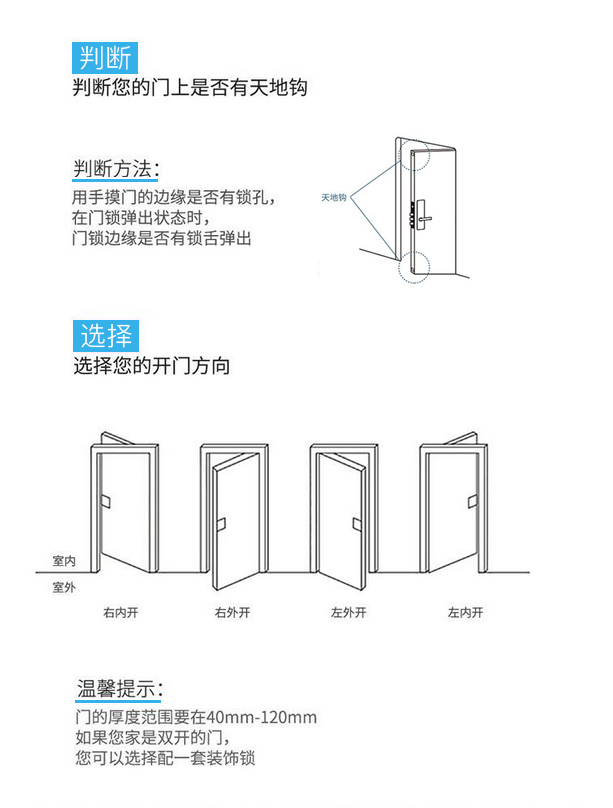 判断
判断您的门上是否有天地钩
判断方法：
用手摸门的边缘是否有锁孔，
在门锁弹出状态时，
门锁边缘是否有锁舌弹出
天地钩
选择
选择您的开门方向
室内
室外
右内开
右外开
左外开
左内开
温馨提示：
门的厚度范围要在40mm-120mm
如果您家是双开的门，
您可以选择配一套装饰锁